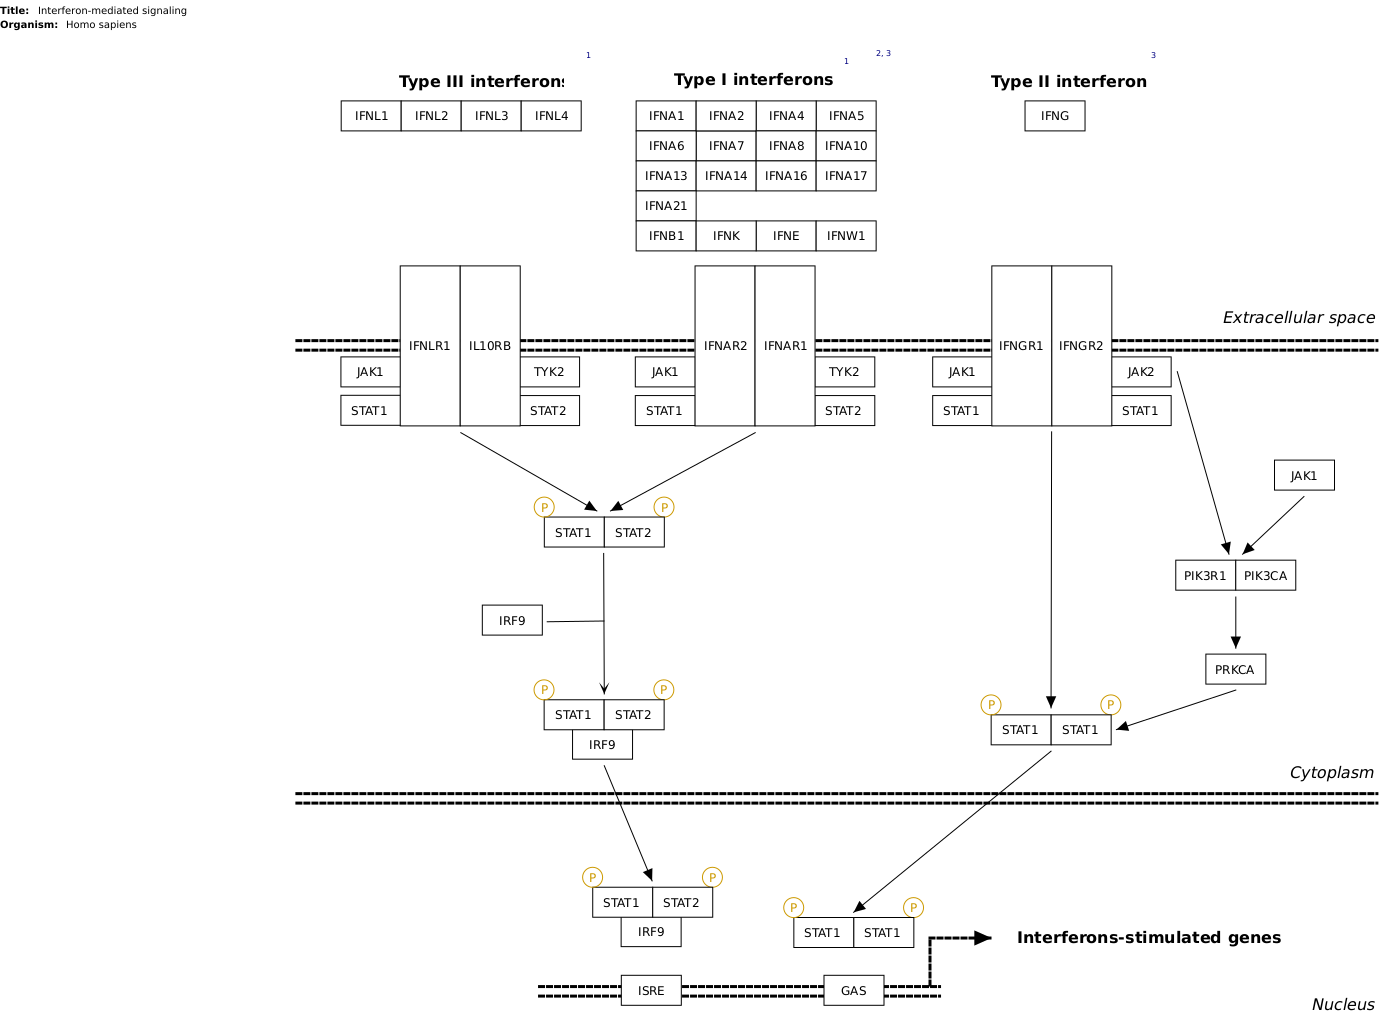 Title: Interferon-mediated signaling
Organism: Homo sapiens
1
1
2, 3
3
Type III interferons
Type I interferons
Type II interferon
IFNL1 IFNL2 IFNL3 IFNL4
IFNA1 IFNA2 IFNA4 IFNA5
IFNG
IFNA6 IFNA7 IFNA8 IFNA10
IFNA13 IFNA14 IFNA16 IFNA17
IFNA21
IFNB1 IFNK IFNE IFNW1
Extracellular space
IFNLR1 IL10RB
IFNAR2 IFNAR1
IFNGR1 IFNGR2
JAK1 TYK2
JAK1 TYK2
JAK1 JAK2
STAT1 STAT2
STAT1 STAT2
STAT1 STAT1
JAK1
P P
STAT1 STAT2
PIK3R1 PIK3CA
IRF9
PRKCA
P P
STAT1 STAT2
IRF9
P P
STAT1 STAT1
Cytoplasm
P P
STAT1 STAT2
IRF9
P P
STAT1 STAT1
Interferons-stimulated genes
ISRE
GAS
Nucleus